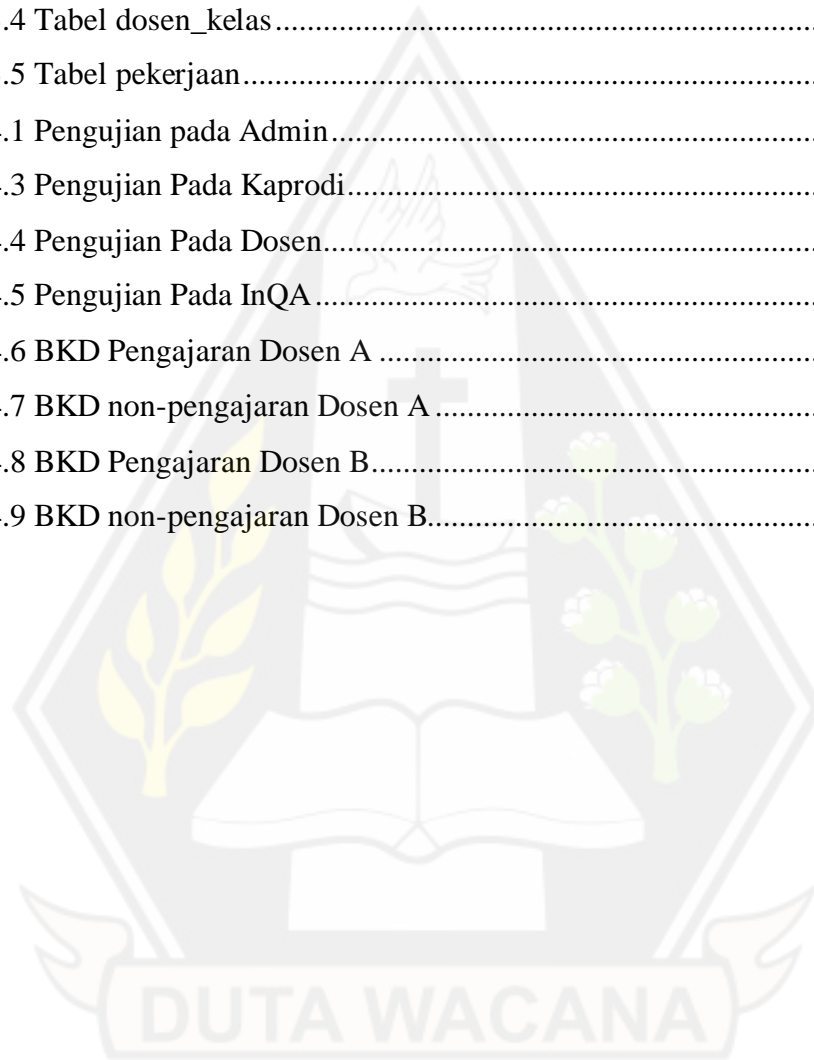 .4 Tabel dosen_kelas................................................................................
.5 Tabel pekerjaan.....................................................................................
.1 Pengujian pada Admin........................................................................
.3 Pengujian Pada Kaprodi.....................................................................
.4 Pengujian Pada Dosen.........................................................................
.5 Pengujian Pada InQA..........................................................................
.6 BKD Pengajaran Dosen A .................................................................
.7 BKD non-pengajaran Dosen A .........................................................
.8 BKD Pengajaran Dosen B..................................................................
.9 BKD non-pengajaran Dosen B..........................................................
DUTA WACANA